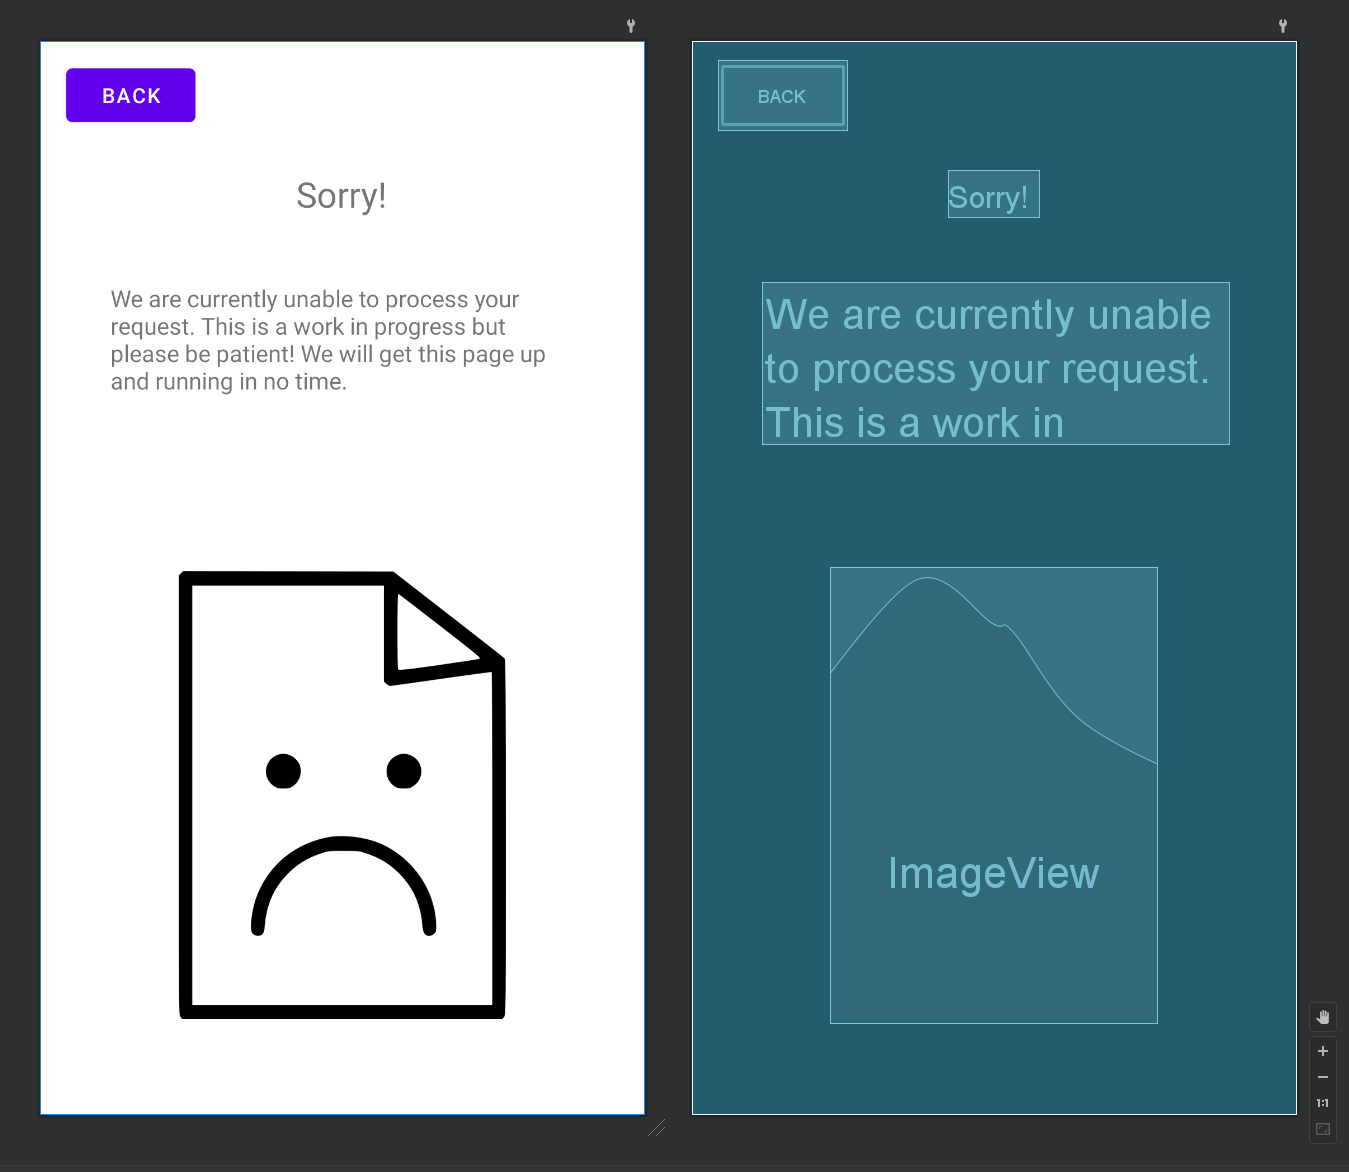 BACK
Sorry!
We are currently unable to process your
request. This is a work in progress but
please be patient! We will get this page up
and running in no time.
BACK
Sorry!
We are currently unable
to process your request.
This is a work in
ImageView
1:1